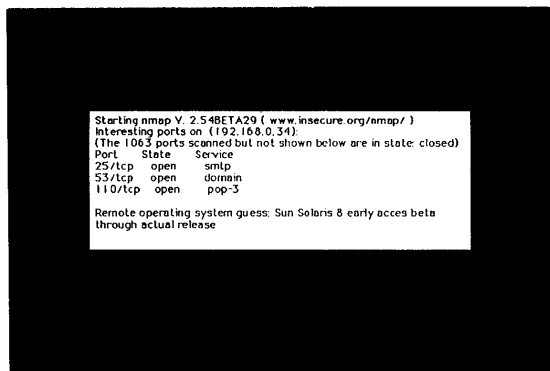 Starting nmap V. 2.54BETA29 ( www.insecure.org/nmap/ )
Interesting ports on (192.168.0.34):
(The 1063 ports scanned but not shown below are in state: closed)
Port State Service
25/tcp open smtp
53/tcp open domain
110/tcp open pop-3
Remote operating system guess: Sun Solaris 8 early acces beta
through actual release